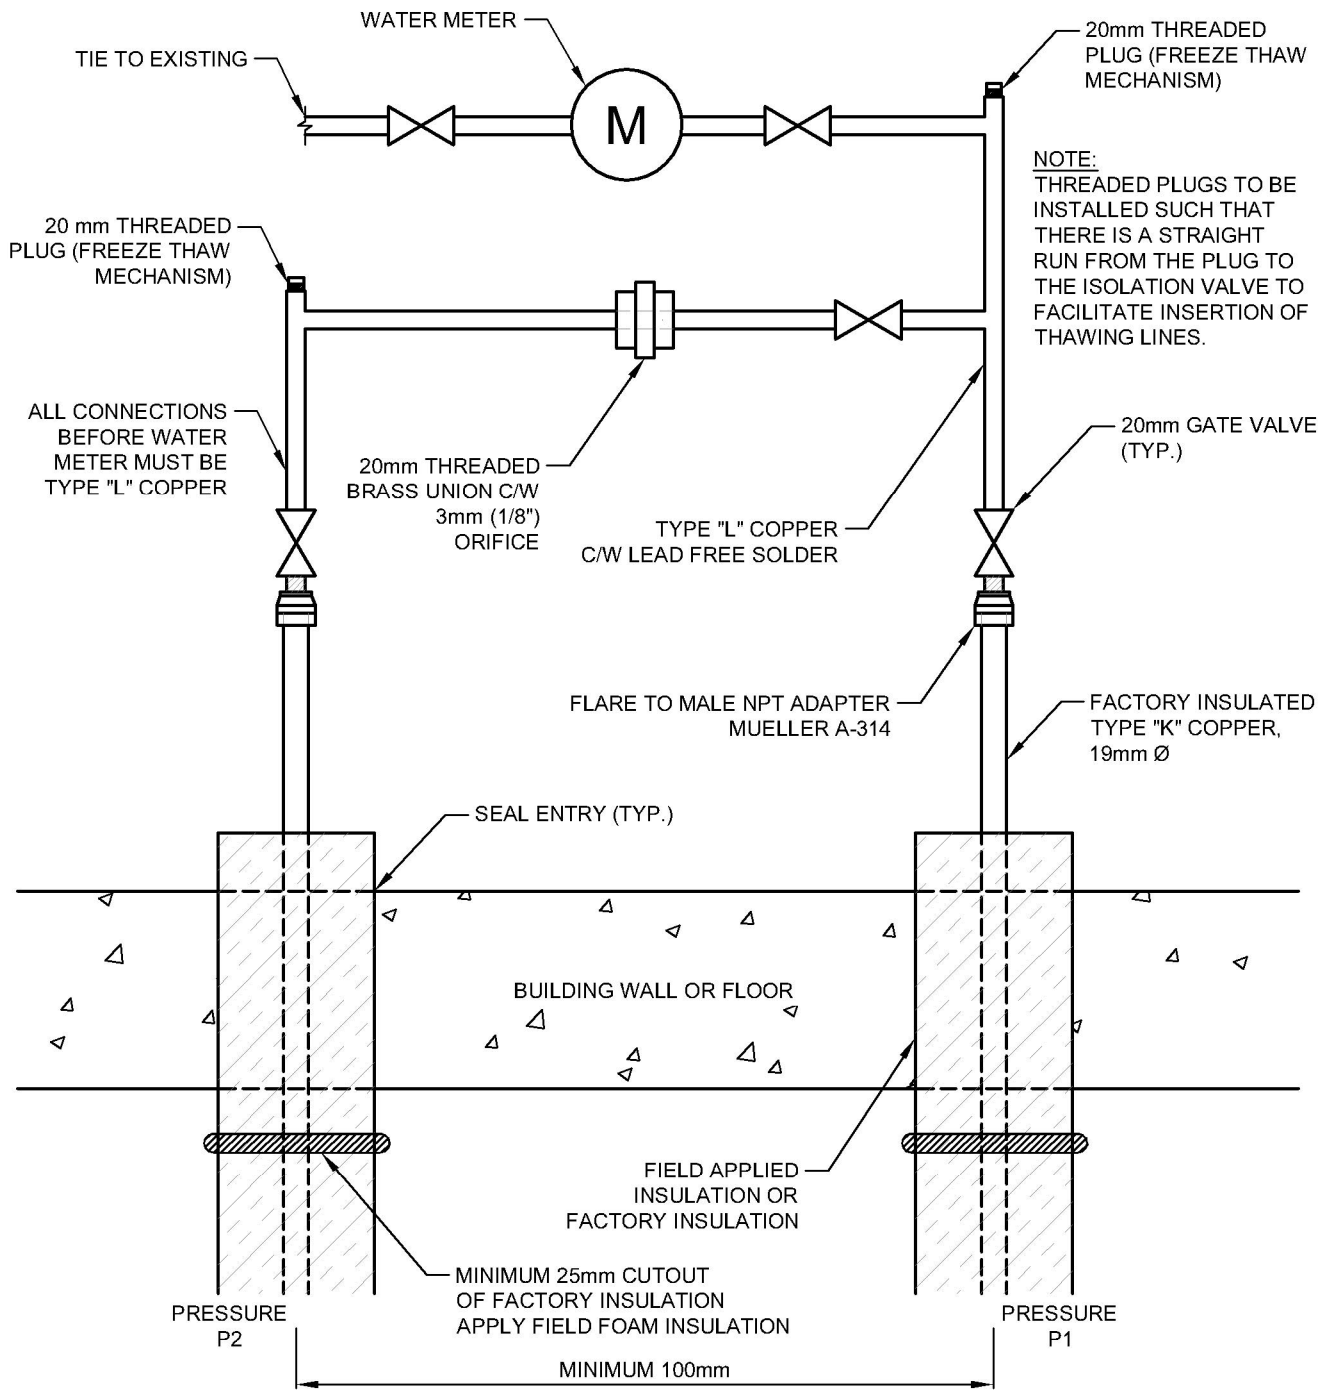 WATER METER
TIE TO EXISTING
20mm THREADED
PLUG (FREEZE THAW
MECHANISM)
M
NOTE:
THREADED PLUGS TO BE
INSTALLED SUCH THAT
THERE IS A STRAIGHT
RUN FROM THE PLUG TO
THE ISOLATION VALVE TO
FACILITATE INSERTION OF
THAWING LINES.
20 mm THREADED
PLUG (FREEZE THAW
MECHANISM)
ALL CONNECTIONS
BEFORE WATER
METER MUST BE
TYPE "L" COPPER
20mm THREADED
BRASS UNION C/W
3mm (1/8")
ORIFICE
TYPE "L" COPPER
C/W LEAD FREE SOLDER
20mm GATE VALVE
(TYP.)
FLARE TO MALE NPT ADAPTER
MUELLER A-314
FACTORY INSULATED
TYPE "K" COPPER,
19mm Ø
SEAL ENTRY (TYP.)
BUILDING WALL OR FLOOR
FIELD APPLIED
INSULATION OR
FACTORY INSULATION
MINIMUM 25mm CUTOUT
OF FACTORY INSULATION
APPLY FIELD FOAM INSULATION
PRESSURE
P2
PRESSURE
P1
MINIMUM 100mm